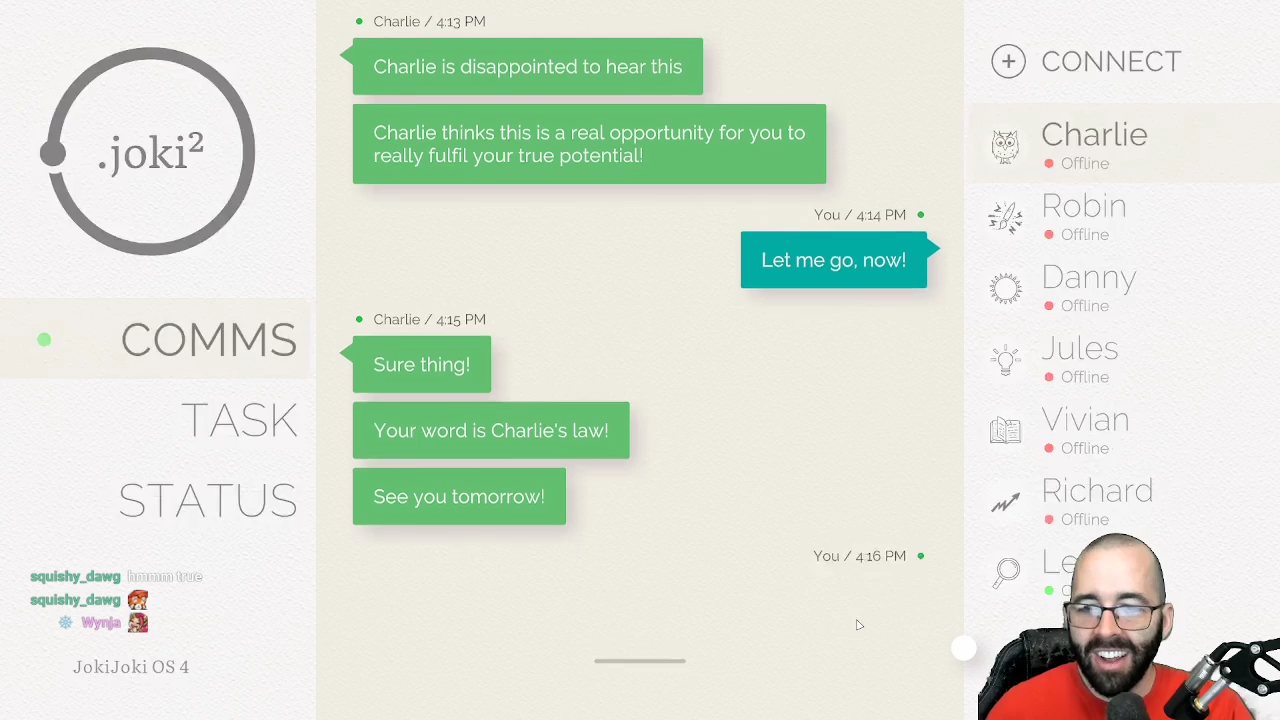 .joki²
COMMS
TASK
STATUS
squishy_dawg hmmm true
squishy_dawg
Wynja
JokiJoki OS 4
Charlie / 4:13 PM
Charlie is disappointed to hear this
Charlie thinks this is a real opportunity for you to
really fulfil your true potential!
You / 4:14 PM
Let me go, now!
Charlie / 4:15 PM
Sure thing!
Your word is Charlie's law!
See you tomorrow!
You / 4:16 PM
CONNECT
Charlie
Offline
Robin
Offline
Danny
Offline
Jules
Offline
Vivian
Offline
Richard
Offline